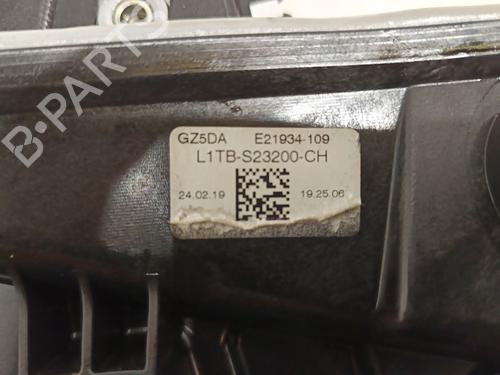 GZ5DA E21934-109
L1TB-S23200-CH
24.02.19 19.25.06
B-PARTS